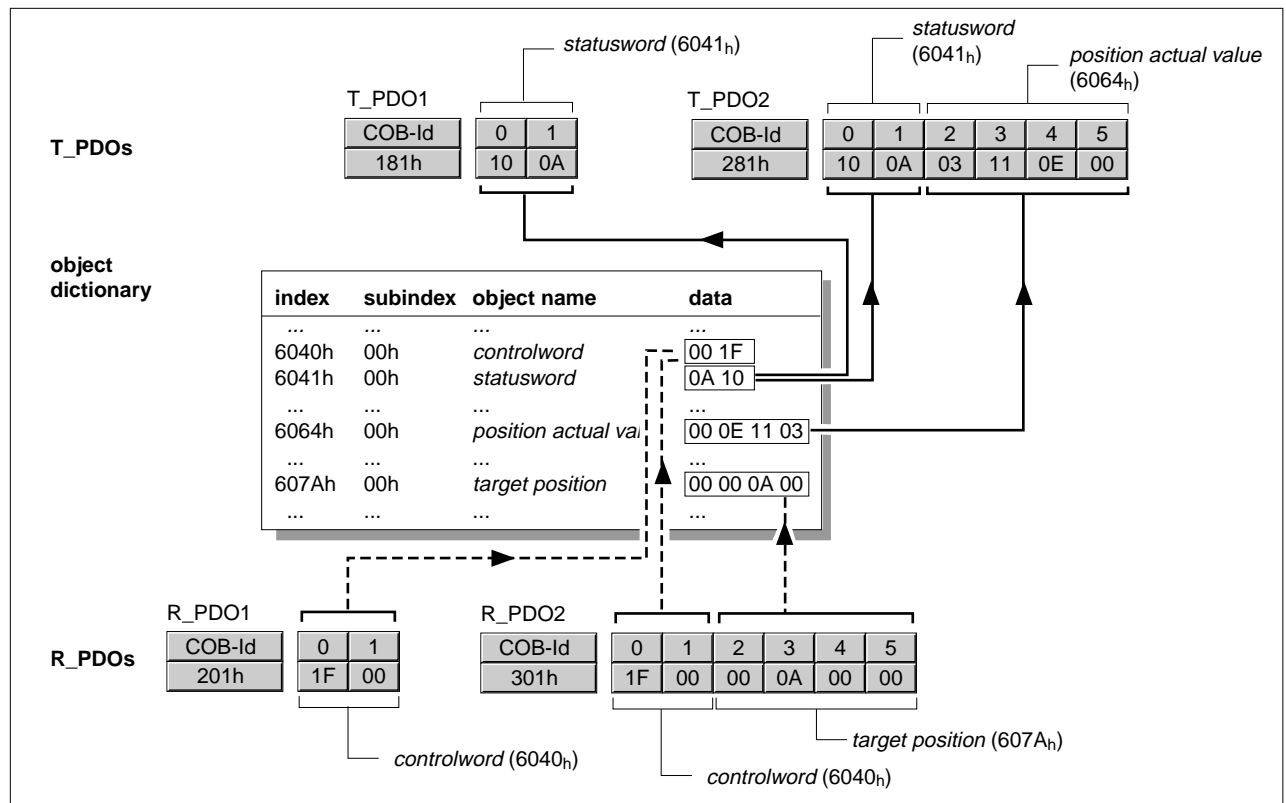 statusword (6041h)
statusword
(6041h)
position actual value
(6064h)
T_PDOs
T_PDO1
COB-Id 0 1
181h 10 0A
T_PDO2
COB-Id 0 1 2 3 4 5
281h 10 0A 03 11 0E 00
object
dictionary
index subindex object name data
... ... ... ...
6040h 00h controlword 00 1F
6041h 00h statusword 0A 10
... ... ... ...
6064h 00h position actual val 00 0E 11 03
... ... ... ...
607Ah 00h target position 00 00 0A 00
... ... ... ...
R_PDOs
R_PDO1
COB-Id 0 1
201h 1F 00
R_PDO2
COB-Id 0 1 2 3 4 5
301h 1F 00 00 0A 00 00
controlword (6040h)
target position (607Ah)
controlword (6040h)